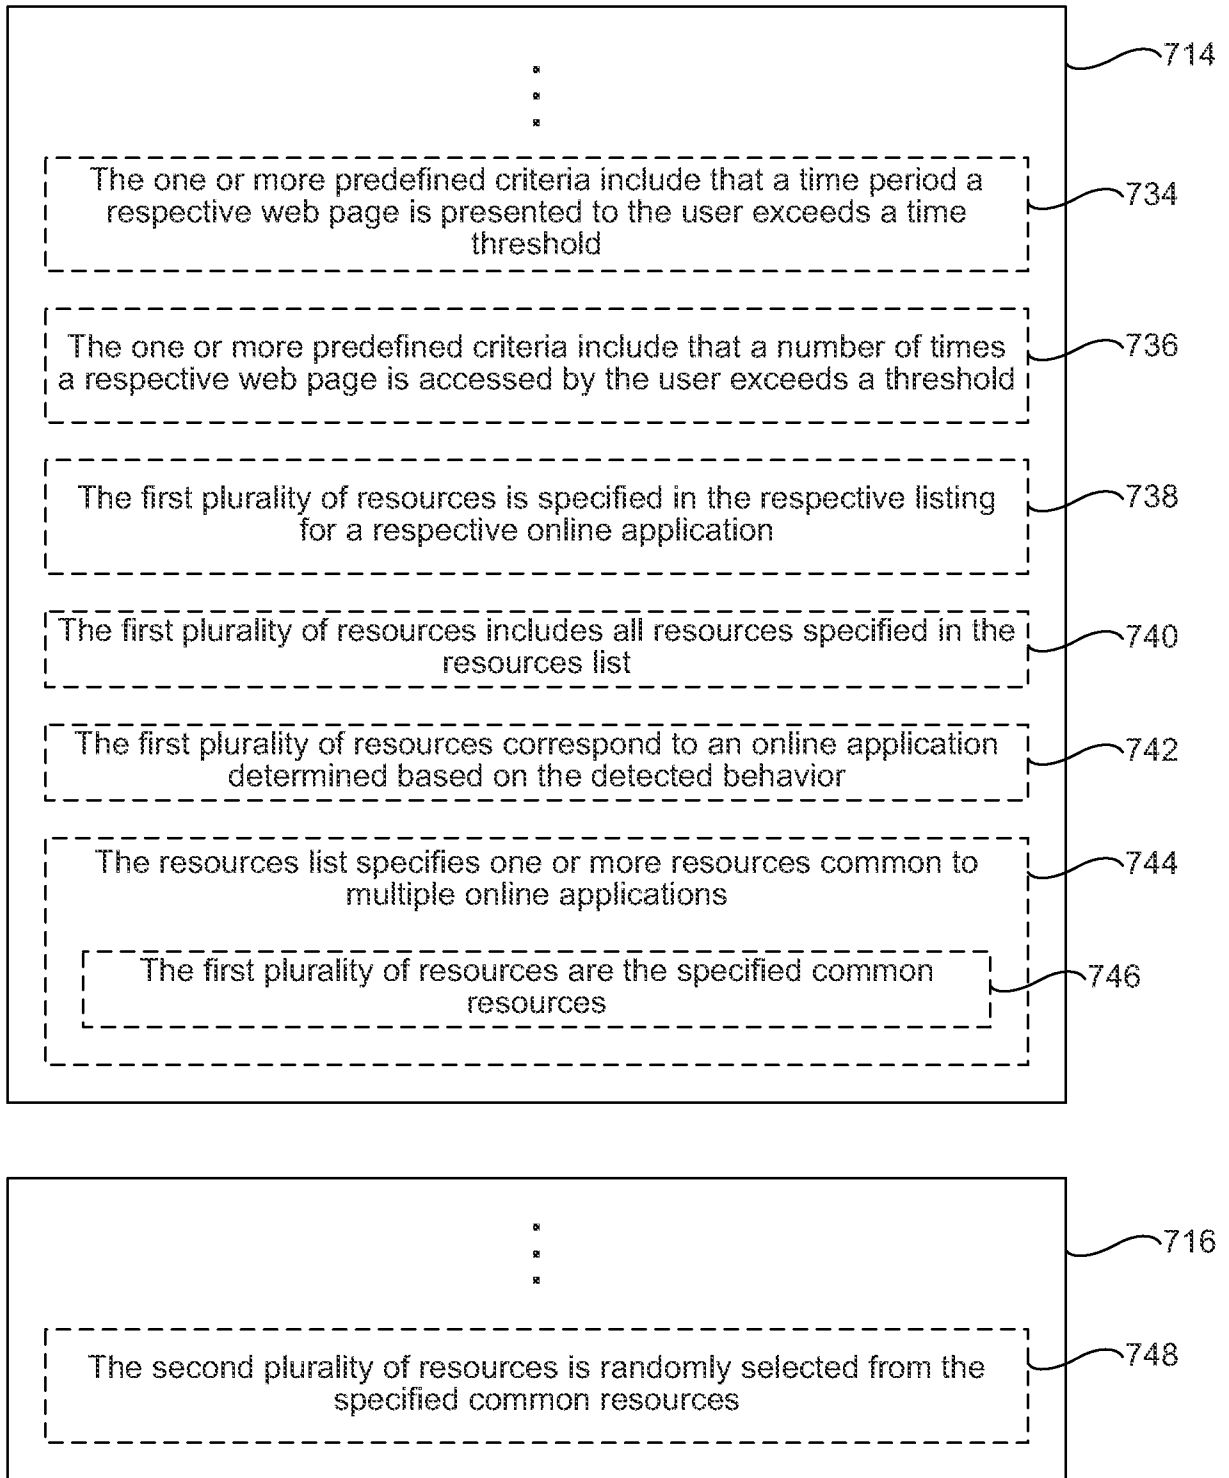 714
The one or more predefined criteria include that a time period a
respective web page is presented to the user exceeds a time
threshold
734
The one or more predefined criteria include that a number of times
a respective web page is accessed by the user exceeds a threshold
736
The first plurality of resources is specified in the respective listing
for a respective online application
738
The first plurality of resources includes all resources specified in the
resources list
740
The first plurality of resources correspond to an online application
determined based on the detected behavior
742
The resources list specifies one or more resources common to
multiple online applications
744
The first plurality of resources are the specified common
resources
746
716
The second plurality of resources is randomly selected from the
specified common resources
748